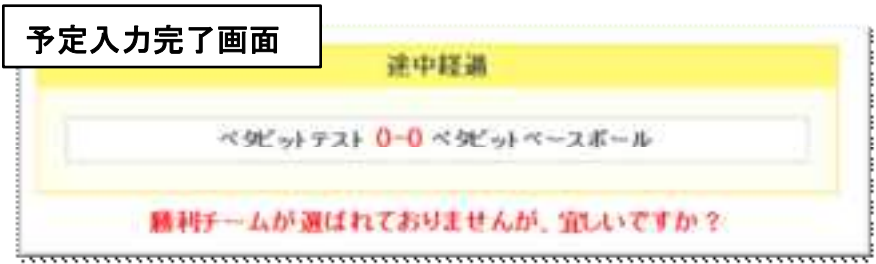 予定入力完了画面
途中経過
ペタビットテスト 0-0 ペタビットベースボール
勝利チームが選ばれておりませんが、宜しいですか？